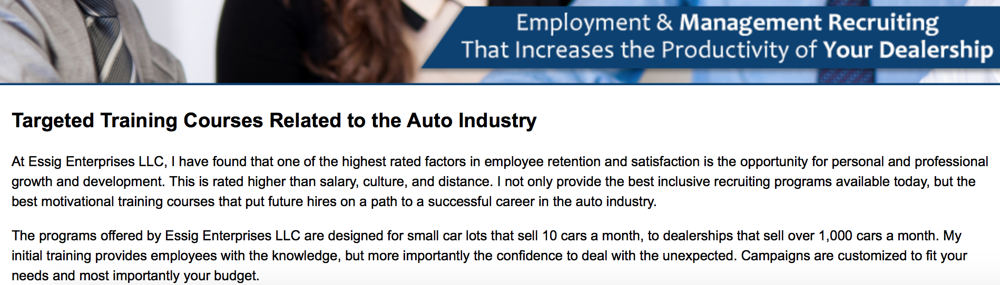 Employment & Management Recruiting
That Increases the Productivity of Your Dealership
Targeted Training Courses Related to the Auto Industry
At Essig Enterprises LLC, I have found that one of the highest rated factors in employee retention and satisfaction is the opportunity for personal and professional
growth and development. This is rated higher than salary, culture, and distance. I not only provide the best inclusive recruiting programs available today, but the
best motivational training courses that put future hires on a path to a successful career in the auto industry.
The programs offered by Essig Enterprises LLC are designed for small car lots that sell 10 cars a month, to dealerships that sell over 1,000 cars a month. My
initial training provides employees with the knowledge, but more importantly the confidence to deal with the unexpected. Campaigns are customized to fit your
needs and most importantly your budget.